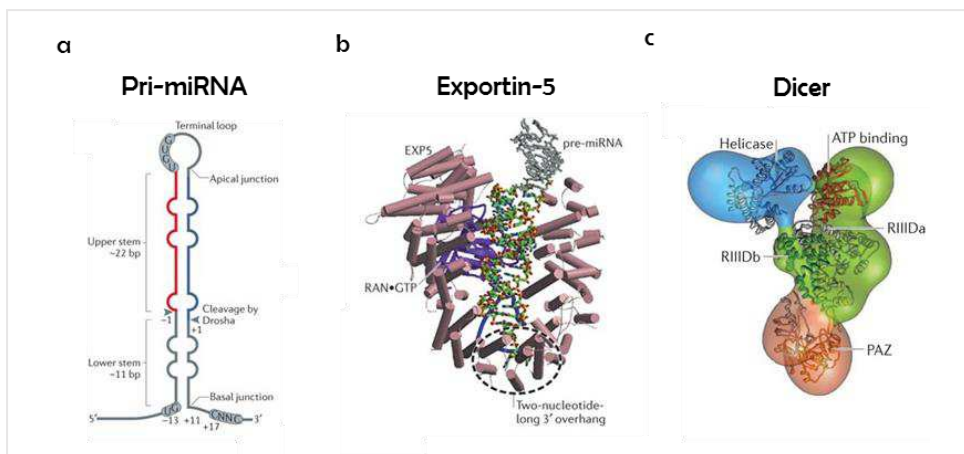 a
Pri-miRNA
Terminal loop
G
U
G
U
Apical junction
Upper stem
~22 bp
Cleavage by
Drosha
−1
+1
Lower stem
~11 bp
Basal junction
UG
CNNC
5′
−13
+11
+17
3′
b
Exportin-5
EXP5
pre-miRNA
RAN•GTP
Two-nucleotide-
long 3′ overhang
c
Dicer
Helicase
ATP binding
RIIIDa
RIIIDb
PAZ